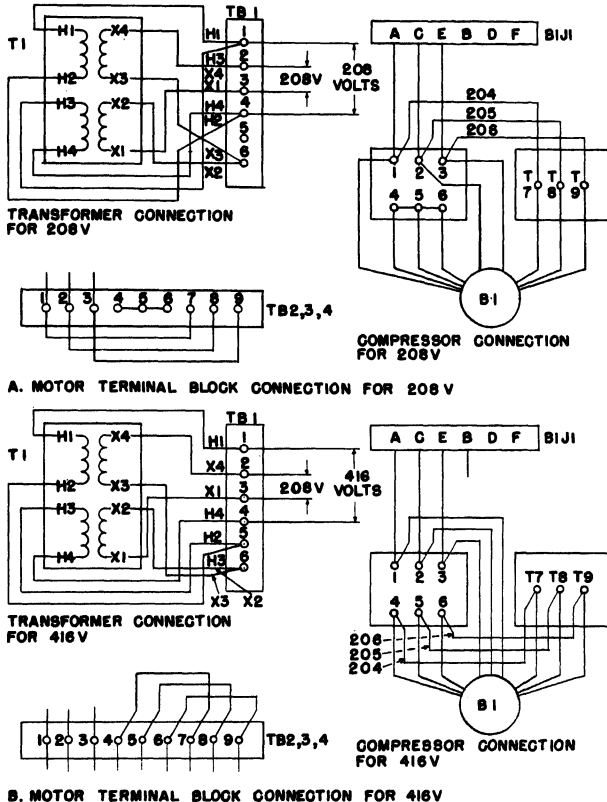 TB1
T1
H1
X4
H2
X3
H3
X2
H4
X1
H1
H3
X4
X1
H4
H2
X3
X2
1
2
3
4
5
6
208V
208
VOLTS
TRANSFORMER CONNECTION
FOR 208V
A C E B D F
B1J1
204
205
206
1 2 3
4 5 6
T T T
7 8 9
B1
COMPRESSOR CONNECTION
FOR 208V
1 2 3 4 5 6 7 8 9
TB2,3,4
A. MOTOR TERMINAL BLOCK CONNECTION FOR 208V
TB1
T1
H1
X4
H2
X3
H3
X2
H4
X1
H1
X4
X1
H4
H2
H3
X3
X2
1
2
3
4
5
6
208V
416
VOLTS
TRANSFORMER CONNECTION
FOR 416V
A C E B D F
B1J1
1 2 3
4 5 6
T7 T8 T9
206
205
204
B1
COMPRESSOR CONNECTION
FOR 416V
1 2 3 4 5 6 7 8 9
TB2,3,4
B. MOTOR TERMINAL BLOCK CONNECTION FOR 416V